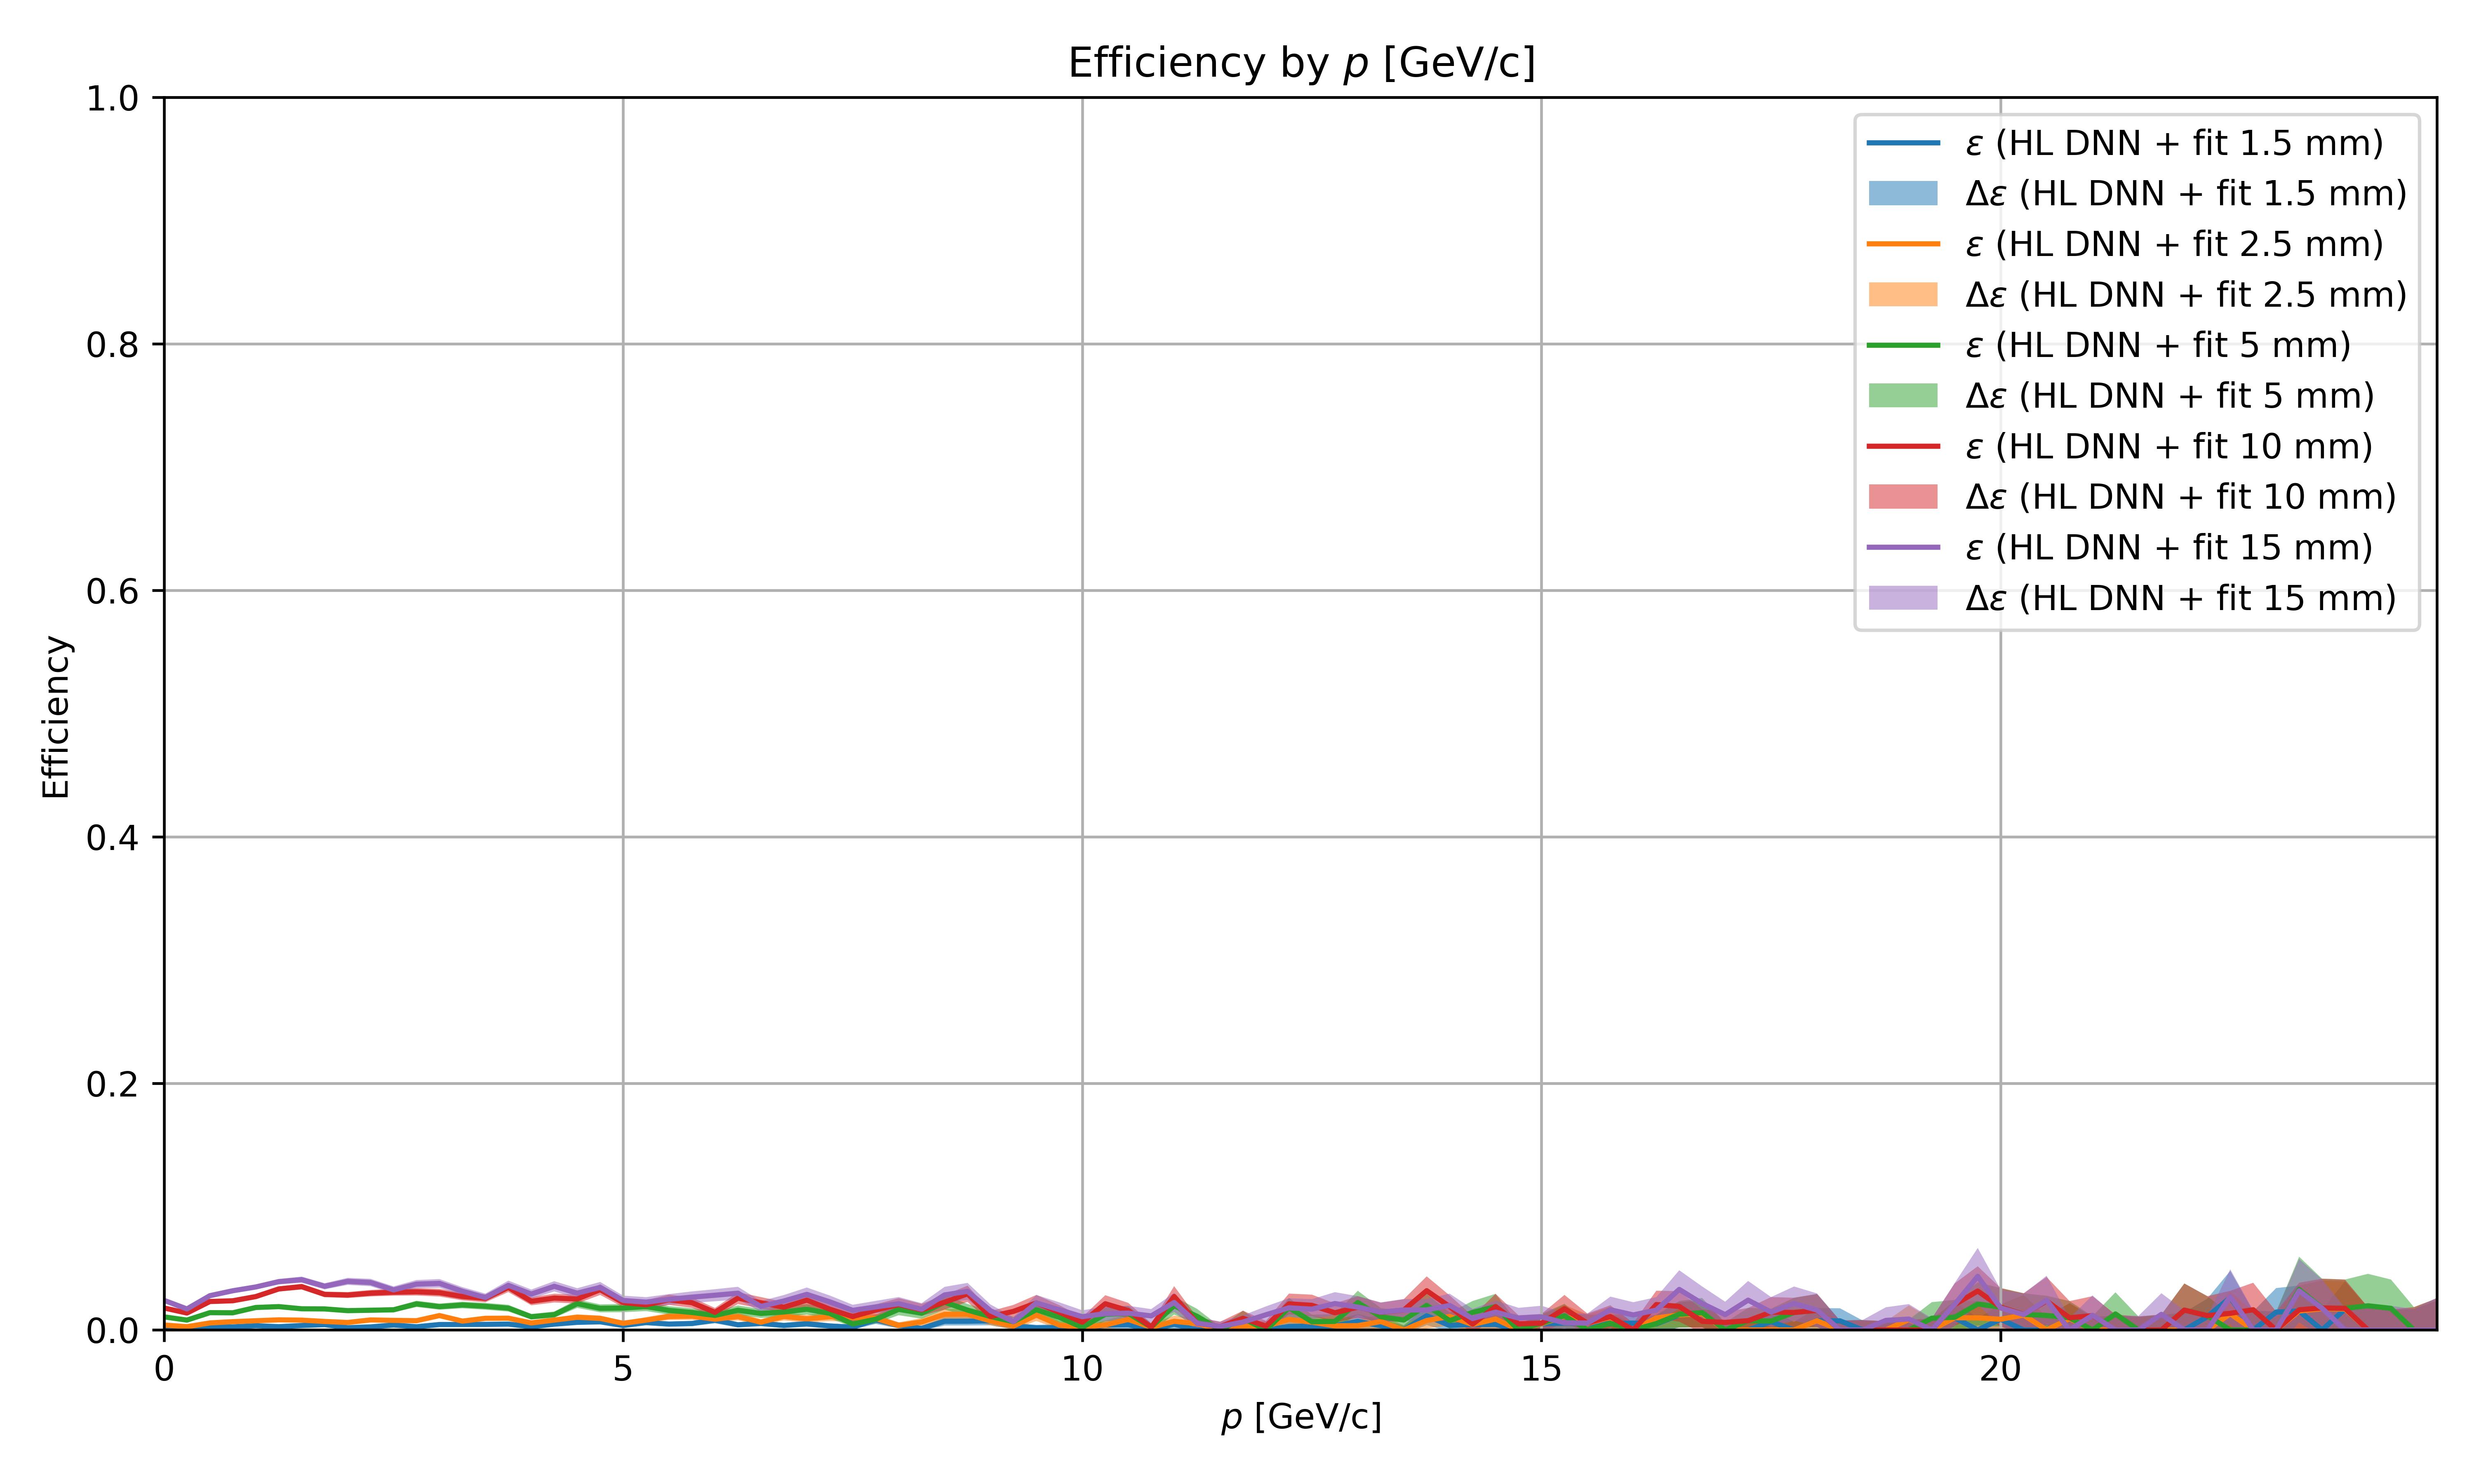 Efficiency by p [GeV/c]
1.0
0.8
0.6
0.4
0.2
0.0
Efficiency
ε (HL DNN + fit 1.5 mm)
Δε (HL DNN + fit 1.5 mm)
ε (HL DNN + fit 2.5 mm)
Δε (HL DNN + fit 2.5 mm)
ε (HL DNN + fit 5 mm)
Δε (HL DNN + fit 5 mm)
ε (HL DNN + fit 10 mm)
Δε (HL DNN + fit 10 mm)
ε (HL DNN + fit 15 mm)
Δε (HL DNN + fit 15 mm)
0 5 10 15 20
p [GeV/c]